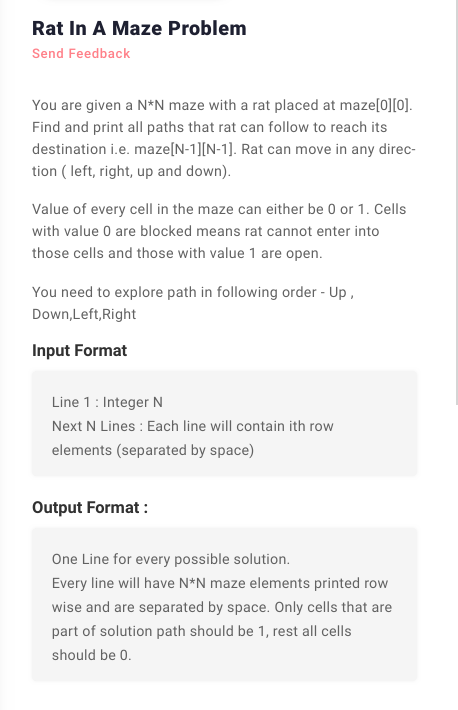 Rat In A Maze Problem
Send Feedback
You are given a N*N maze with a rat placed at maze[0][0].
Find and print all paths that rat can follow to reach its
destination i.e. maze[N-1][N-1]. Rat can move in any direc-
tion ( left, right, up and down).
Value of every cell in the maze can either be 0 or 1. Cells
with value 0 are blocked means rat cannot enter into
those cells and those with value 1 are open.
You need to explore path in following order - Up ,
Down,Left,Right
Input Format
Line 1 : Integer N
Next N Lines : Each line will contain ith row
elements (separated by space)
Output Format :
One Line for every possible solution.
Every line will have N*N maze elements printed row
wise and are separated by space. Only cells that are
part of solution path should be 1, rest all cells
should be 0.